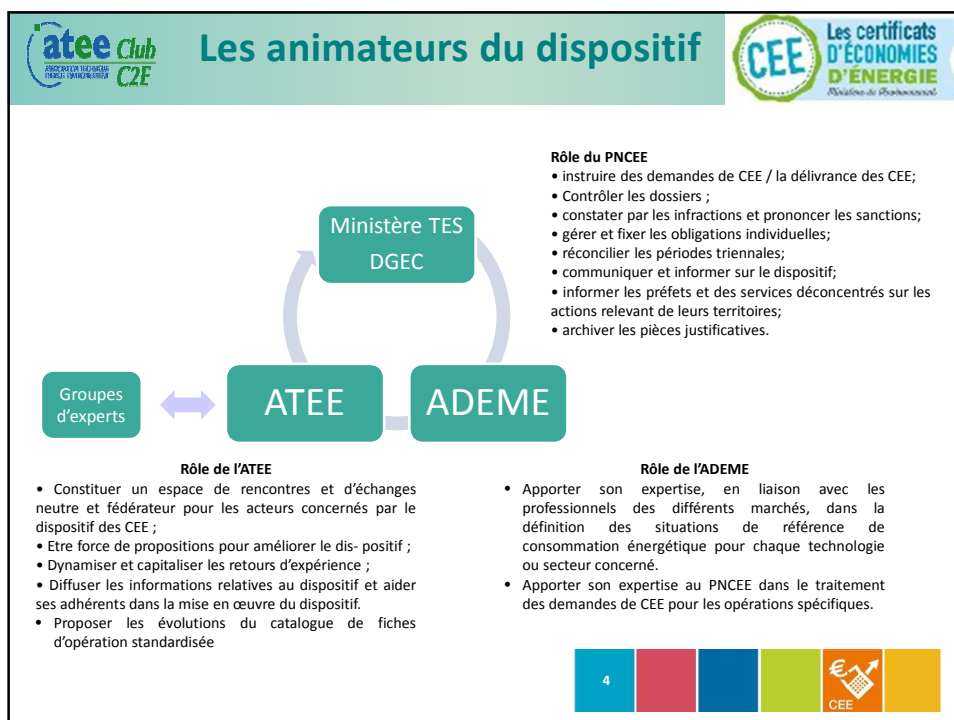 atee Club
ASSOCIATION TECHNIQUE
ENERGIE ENVIRONNEMENT
C2E
Les animateurs du dispositif
CEE
Les certificats
D'ÉCONOMIES
D'ÉNERGIE
Ministère de l'Environnement
Rôle du PNCEE
• instruire des demandes de CEE / la délivrance des CEE;
• Contrôler les dossiers ;
• constater par les infractions et prononcer les sanctions;
• gérer et fixer les obligations individuelles;
• réconcilier les périodes triennales;
• communiquer et informer sur le dispositif;
• informer les préfets et des services déconcentrés sur les
actions relevant de leurs territoires;
• archiver les pièces justificatives.
Ministère TES
DGEC
Groupes
d'experts
ATEE
ADEME
Rôle de l'ATEE
• Constituer un espace de rencontres et d'échanges
neutre et fédérateur pour les acteurs concernés par le
dispositif des CEE ;
• Etre force de propositions pour améliorer le dis- positif ;
• Dynamiser et capitaliser les retours d'expérience ;
• Diffuser les informations relatives au dispositif et aider
ses adhérents dans la mise en œuvre du dispositif.
• Proposer les évolutions du catalogue de fiches
d'opération standardisée
Rôle de l'ADEME
• Apporter son expertise, en liaison avec les
professionnels des différents marchés, dans la
définition des situations de référence de
consommation énergétique pour chaque technologie
ou secteur concerné.
• Apporter son expertise au PNCEE dans le traitement
des demandes de CEE pour les opérations spécifiques.
4
€
CEE